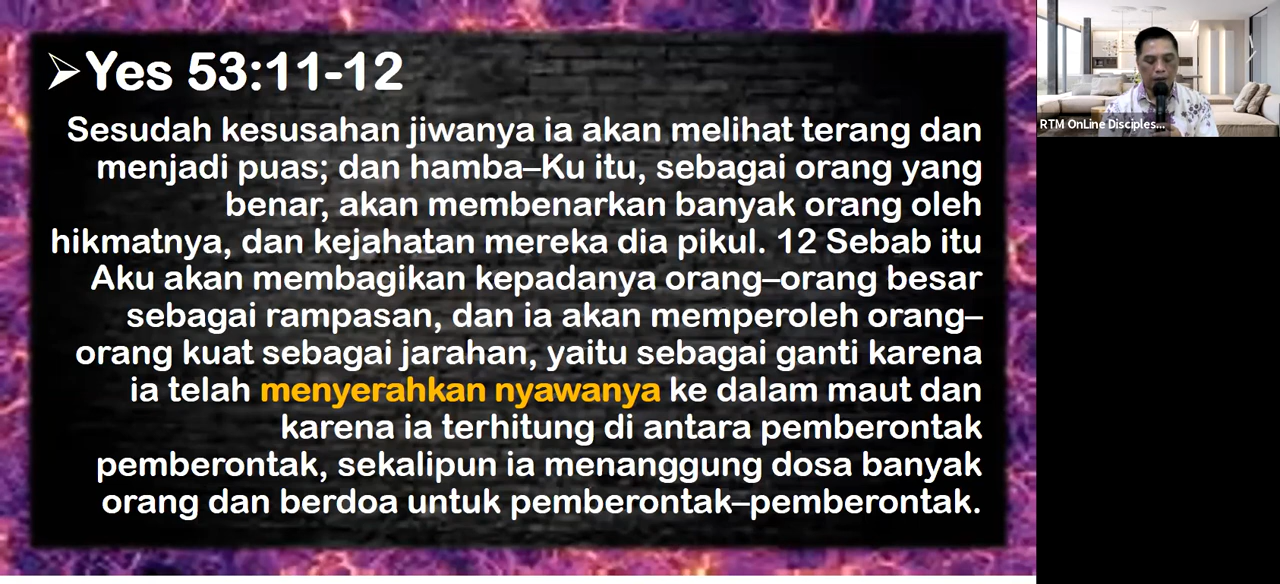 ➢Yes 53:11-12
Sesudah kesusahan jiwanya ia akan melihat terang dan
menjadi puas; dan hamba–Ku itu, sebagai orang yang
benar, akan membenarkan banyak orang oleh
hikmatnya, dan kejahatan mereka dia pikul. 12 Sebab itu
Aku akan membagikan kepadanya orang–orang besar
sebagai rampasan, dan ia akan memperoleh orang–
orang kuat sebagai jarahan, yaitu sebagai ganti karena
ia telah menyerahkan nyawanya ke dalam maut dan
karena ia terhitung di antara pemberontak
pemberontak, sekalipun ia menanggung dosa banyak
orang dan berdoa untuk pemberontak–pemberontak.
RTM OnLine Disciples...